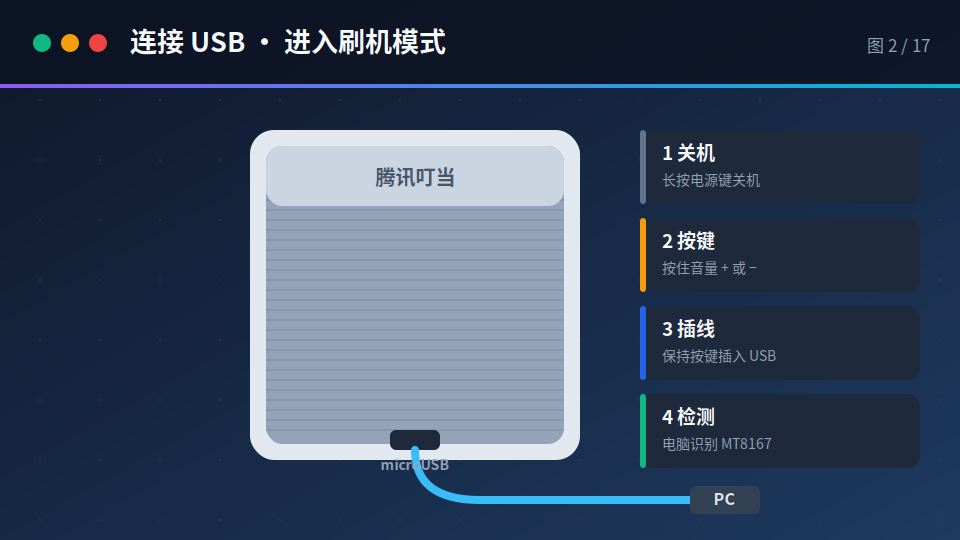 连接 USB · 进入刷机模式
图 2 / 17
腾讯叮当
microUSB
1 关机
长按电源键关机
2 按键
按住音量 + 或 −
3 插线
保持按键插入 USB
4 检测
电脑识别 MT8167
PC